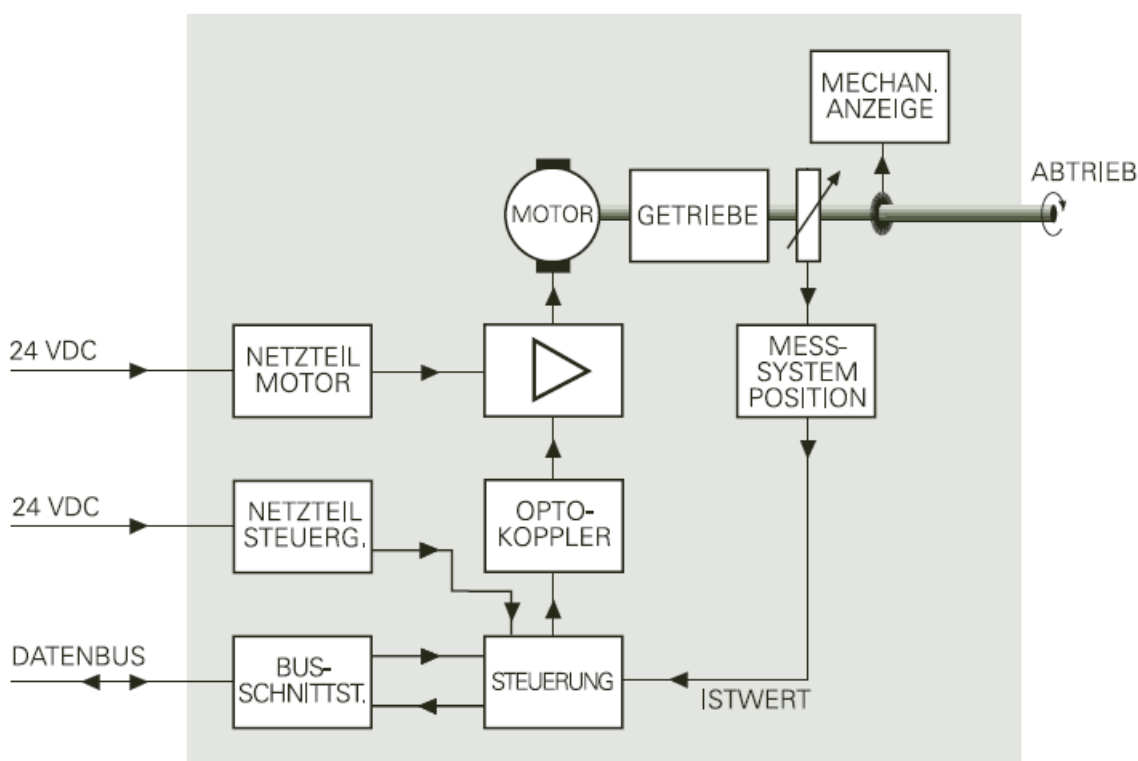 MECHAN.
ANZEIGE
ABTRIEB
MOTOR
GETRIEBE
24 VDC
NETZTEIL
MOTOR
MESS-
SYSTEM
POSITION
24 VDC
NETZTEIL
STEUERG.
OPTO-
KOPPLER
DATENBUS
BUS-
SCHNITTST.
STEUERUNG
ISTWERT